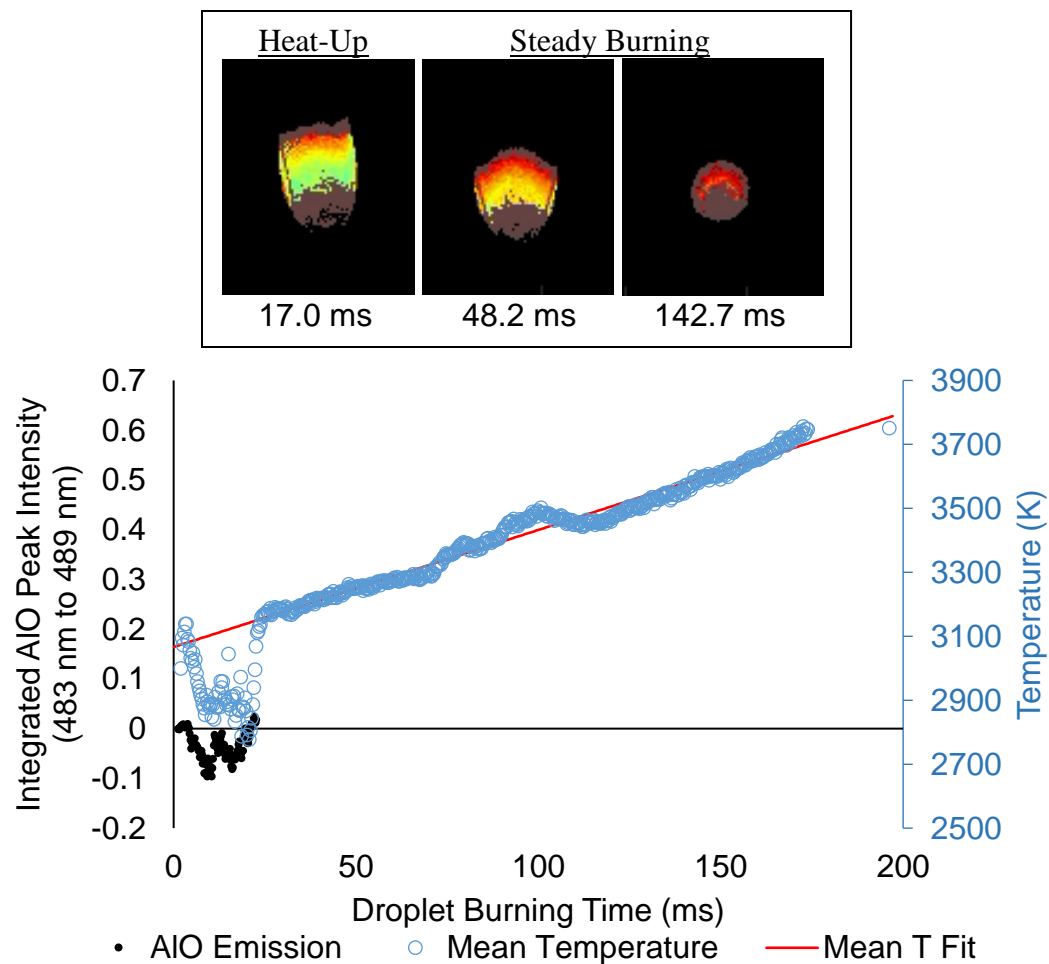 Heat-Up Steady Burning
17.0 ms 48.2 ms 142.7 ms
Integrated AlO Peak Intensity
(483 nm to 489 nm)
0.7
0.6
0.5
0.4
0.3
0.2
0.1
0
-0.1
-0.2
3900
3700
3500
3300
3100
2900
2700
2500
Temperature (K)
0 50 100 150 200
Droplet Burning Time (ms)
AlO Emission Mean Temperature Mean T Fit